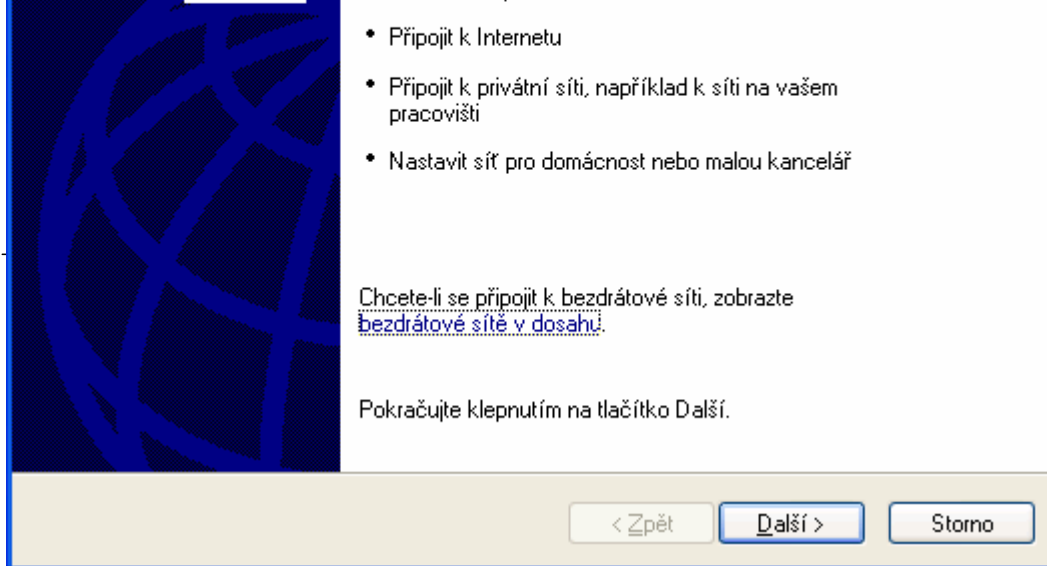 • Připojit k Internetu
• Připojit k privátní síti, například k síti na vašem
pracovišti
• Nastavit síť pro domácnost nebo malou kancelář
Chcete-li se připojit k bezdrátové síti, zobrazte
bezdrátové sítě v dosahu.
Pokračujte klepnutím na tlačítko Další.
< Zpět
Další >
Storno